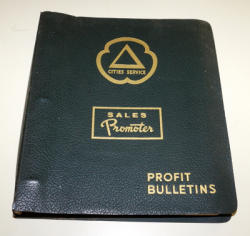 CITIES SERVICE
SALES
Promoter
PROFIT
BULLETINS